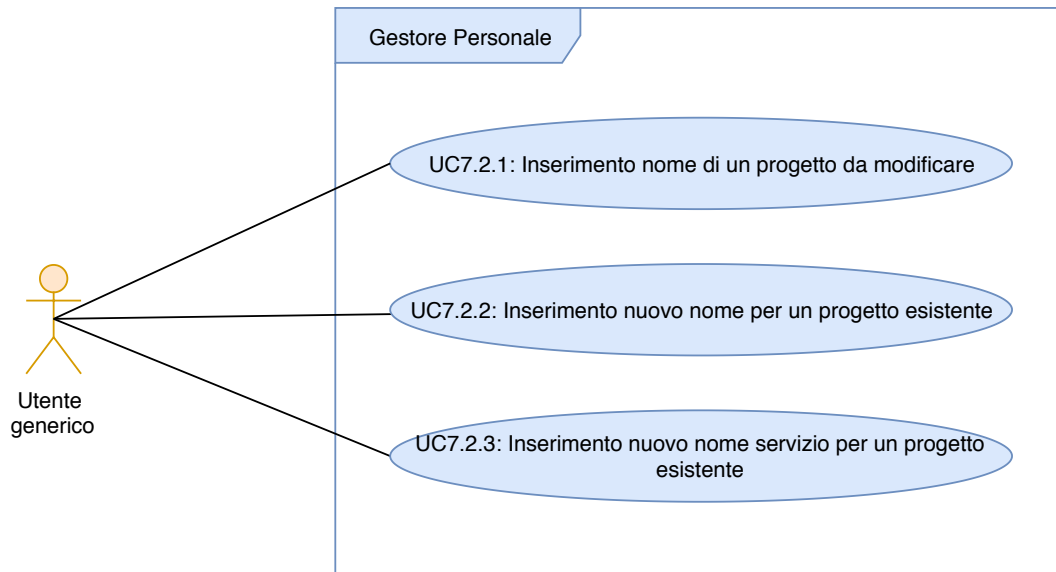 Gestore Personale
UC7.2.1: Inserimento nome di un progetto da modificare
UC7.2.2: Inserimento nuovo nome per un progetto esistente
Utente
generico
UC7.2.3: Inserimento nuovo nome servizio per un progetto
esistente